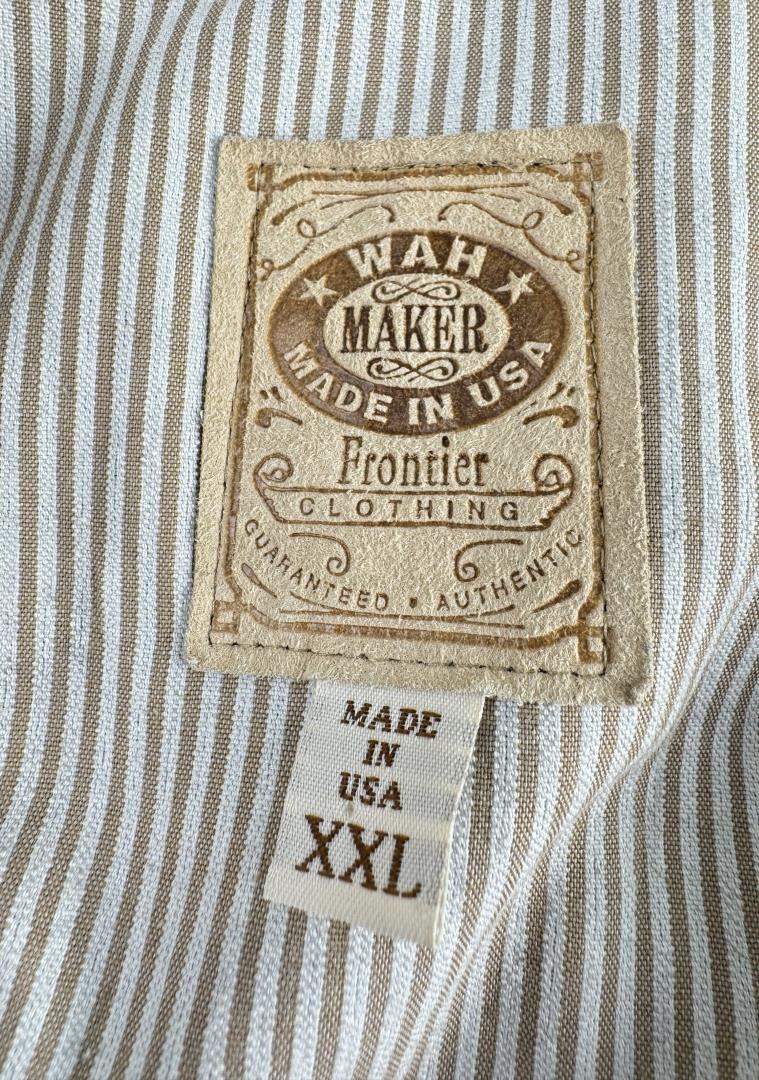 WAH
MAKER
MADE IN USA
Frontier
CLOTHING
GUARANTEED • AUTHENTIC
MADE
IN
USA
XXL